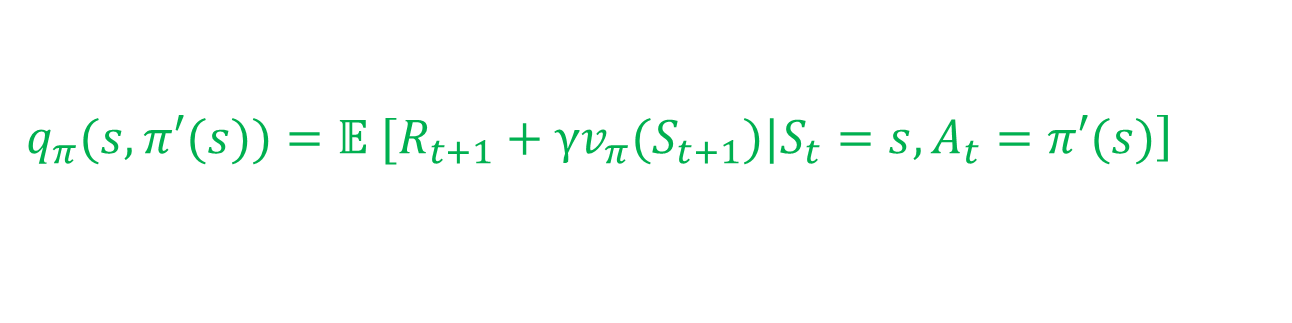 q_π(s, π′(s)) = 𝔼 [R_{t+1} + γv_π(S_{t+1})|S_t = s, A_t = π′(s)]